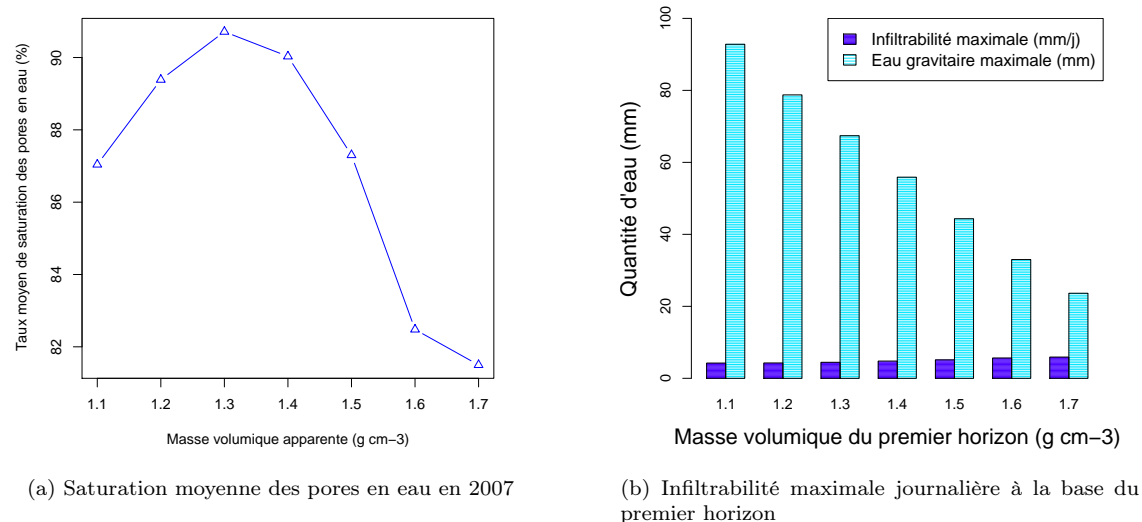 Taux moyen de saturation des pores en eau (%)
90
88
86
84
82
1.1 1.2 1.3 1.4 1.5 1.6 1.7
Masse volumique apparente (g cm−3)
(a) Saturation moyenne des pores en eau en 2007
Infiltrabilité maximale (mm/j)
Eau gravitaire maximale (mm)
Quantité d'eau (mm)
100
80
60
40
20
0
1.1 1.2 1.3 1.4 1.5 1.6 1.7
Masse volumique du premier horizon (g cm−3)
(b) Infiltrabilité maximale journalière à la base du
premier horizon